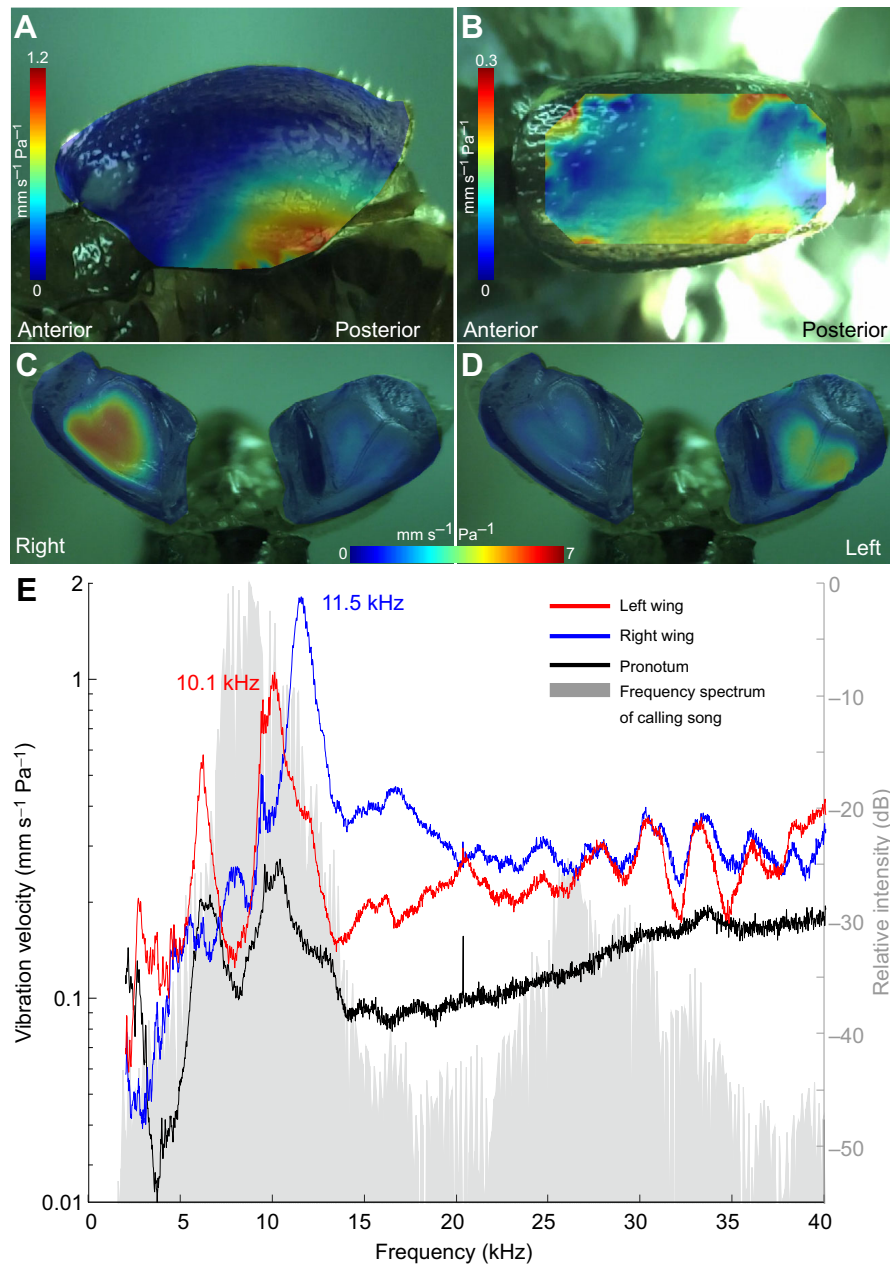 A
1.2
mm s⁻¹ Pa⁻¹
0
Anterior
Posterior
B
0.3
mm s⁻¹ Pa⁻¹
0
Anterior
Posterior
C
Right
D
Left
0
mm s⁻¹ Pa⁻¹
7
E
2
1
0.1
0.01
Vibration velocity (mm s⁻¹ Pa⁻¹)
10.1 kHz
11.5 kHz
Left wing
Right wing
Pronotum
Frequency spectrum
of calling song
0
–10
–20
–30
–40
–50
Relative intensity (dB)
0 5 10 15 20 25 30 35 40
Frequency (kHz)